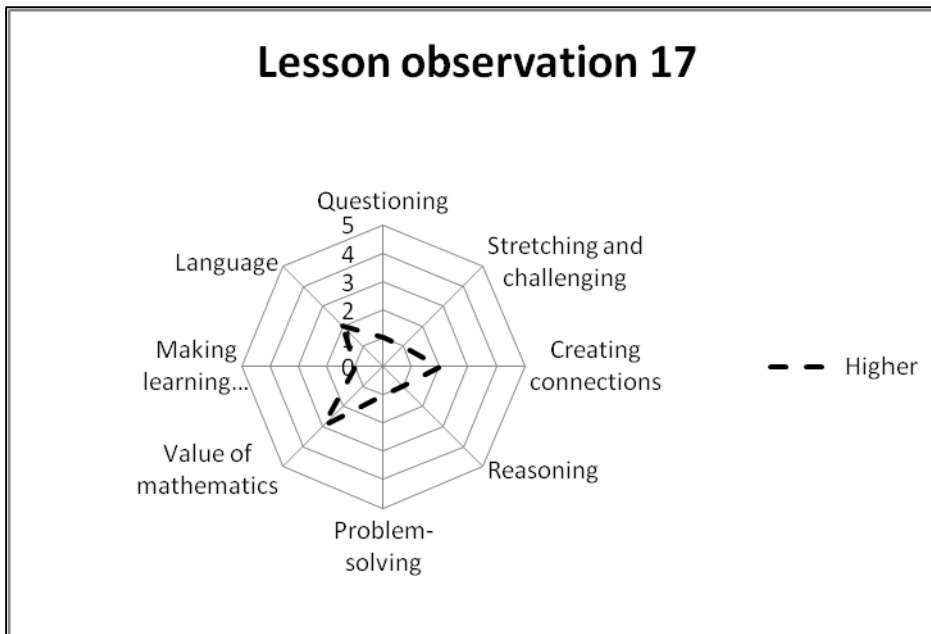 Lesson observation 17
Questioning
Stretching and
challenging
Creating
connections
Reasoning
Problem-
solving
Value of
mathematics
Making
learning...
Language
5
4
3
2
1
0
Higher